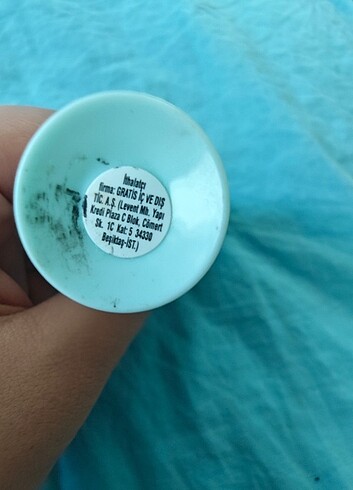 İthalatçı
firma: GRATİS İÇ VE DIŞ
TİC. A.Ş. (Levent Mh. Yapı
Kredi Plaza C Blok. Cömert
Sk. 1C Kat: 5 34330
Beşiktaş-İST.)